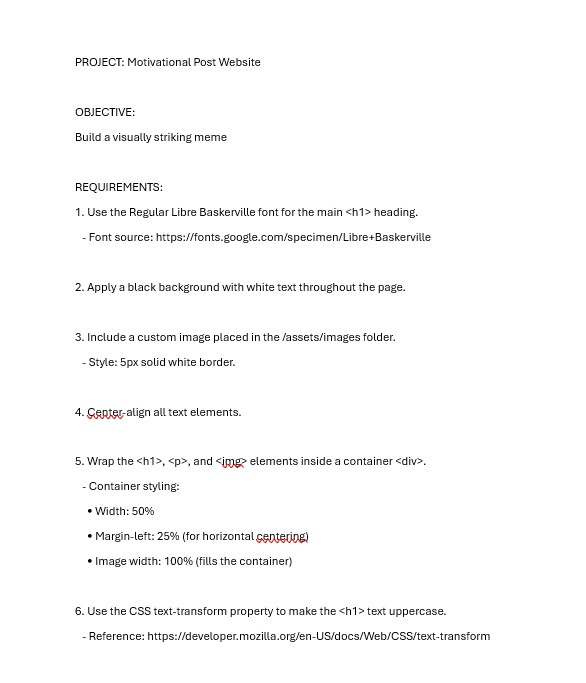 PROJECT: Motivational Post Website
OBJECTIVE:
Build a visually striking meme
REQUIREMENTS:
1. Use the Regular Libre Baskerville font for the main <h1> heading.
- Font source: https://fonts.google.com/specimen/Libre+Baskerville
2. Apply a black background with white text throughout the page.
3. Include a custom image placed in the /assets/images folder.
- Style: 5px solid white border.
4. Center-align all text elements.
5. Wrap the <h1>, <p>, and <img> elements inside a container <div>.
- Container styling:
• Width: 50%
• Margin-left: 25% (for horizontal centering)
• Image width: 100% (fills the container)
6. Use the CSS text-transform property to make the <h1> text uppercase.
- Reference: https://developer.mozilla.org/en-US/docs/Web/CSS/text-transform